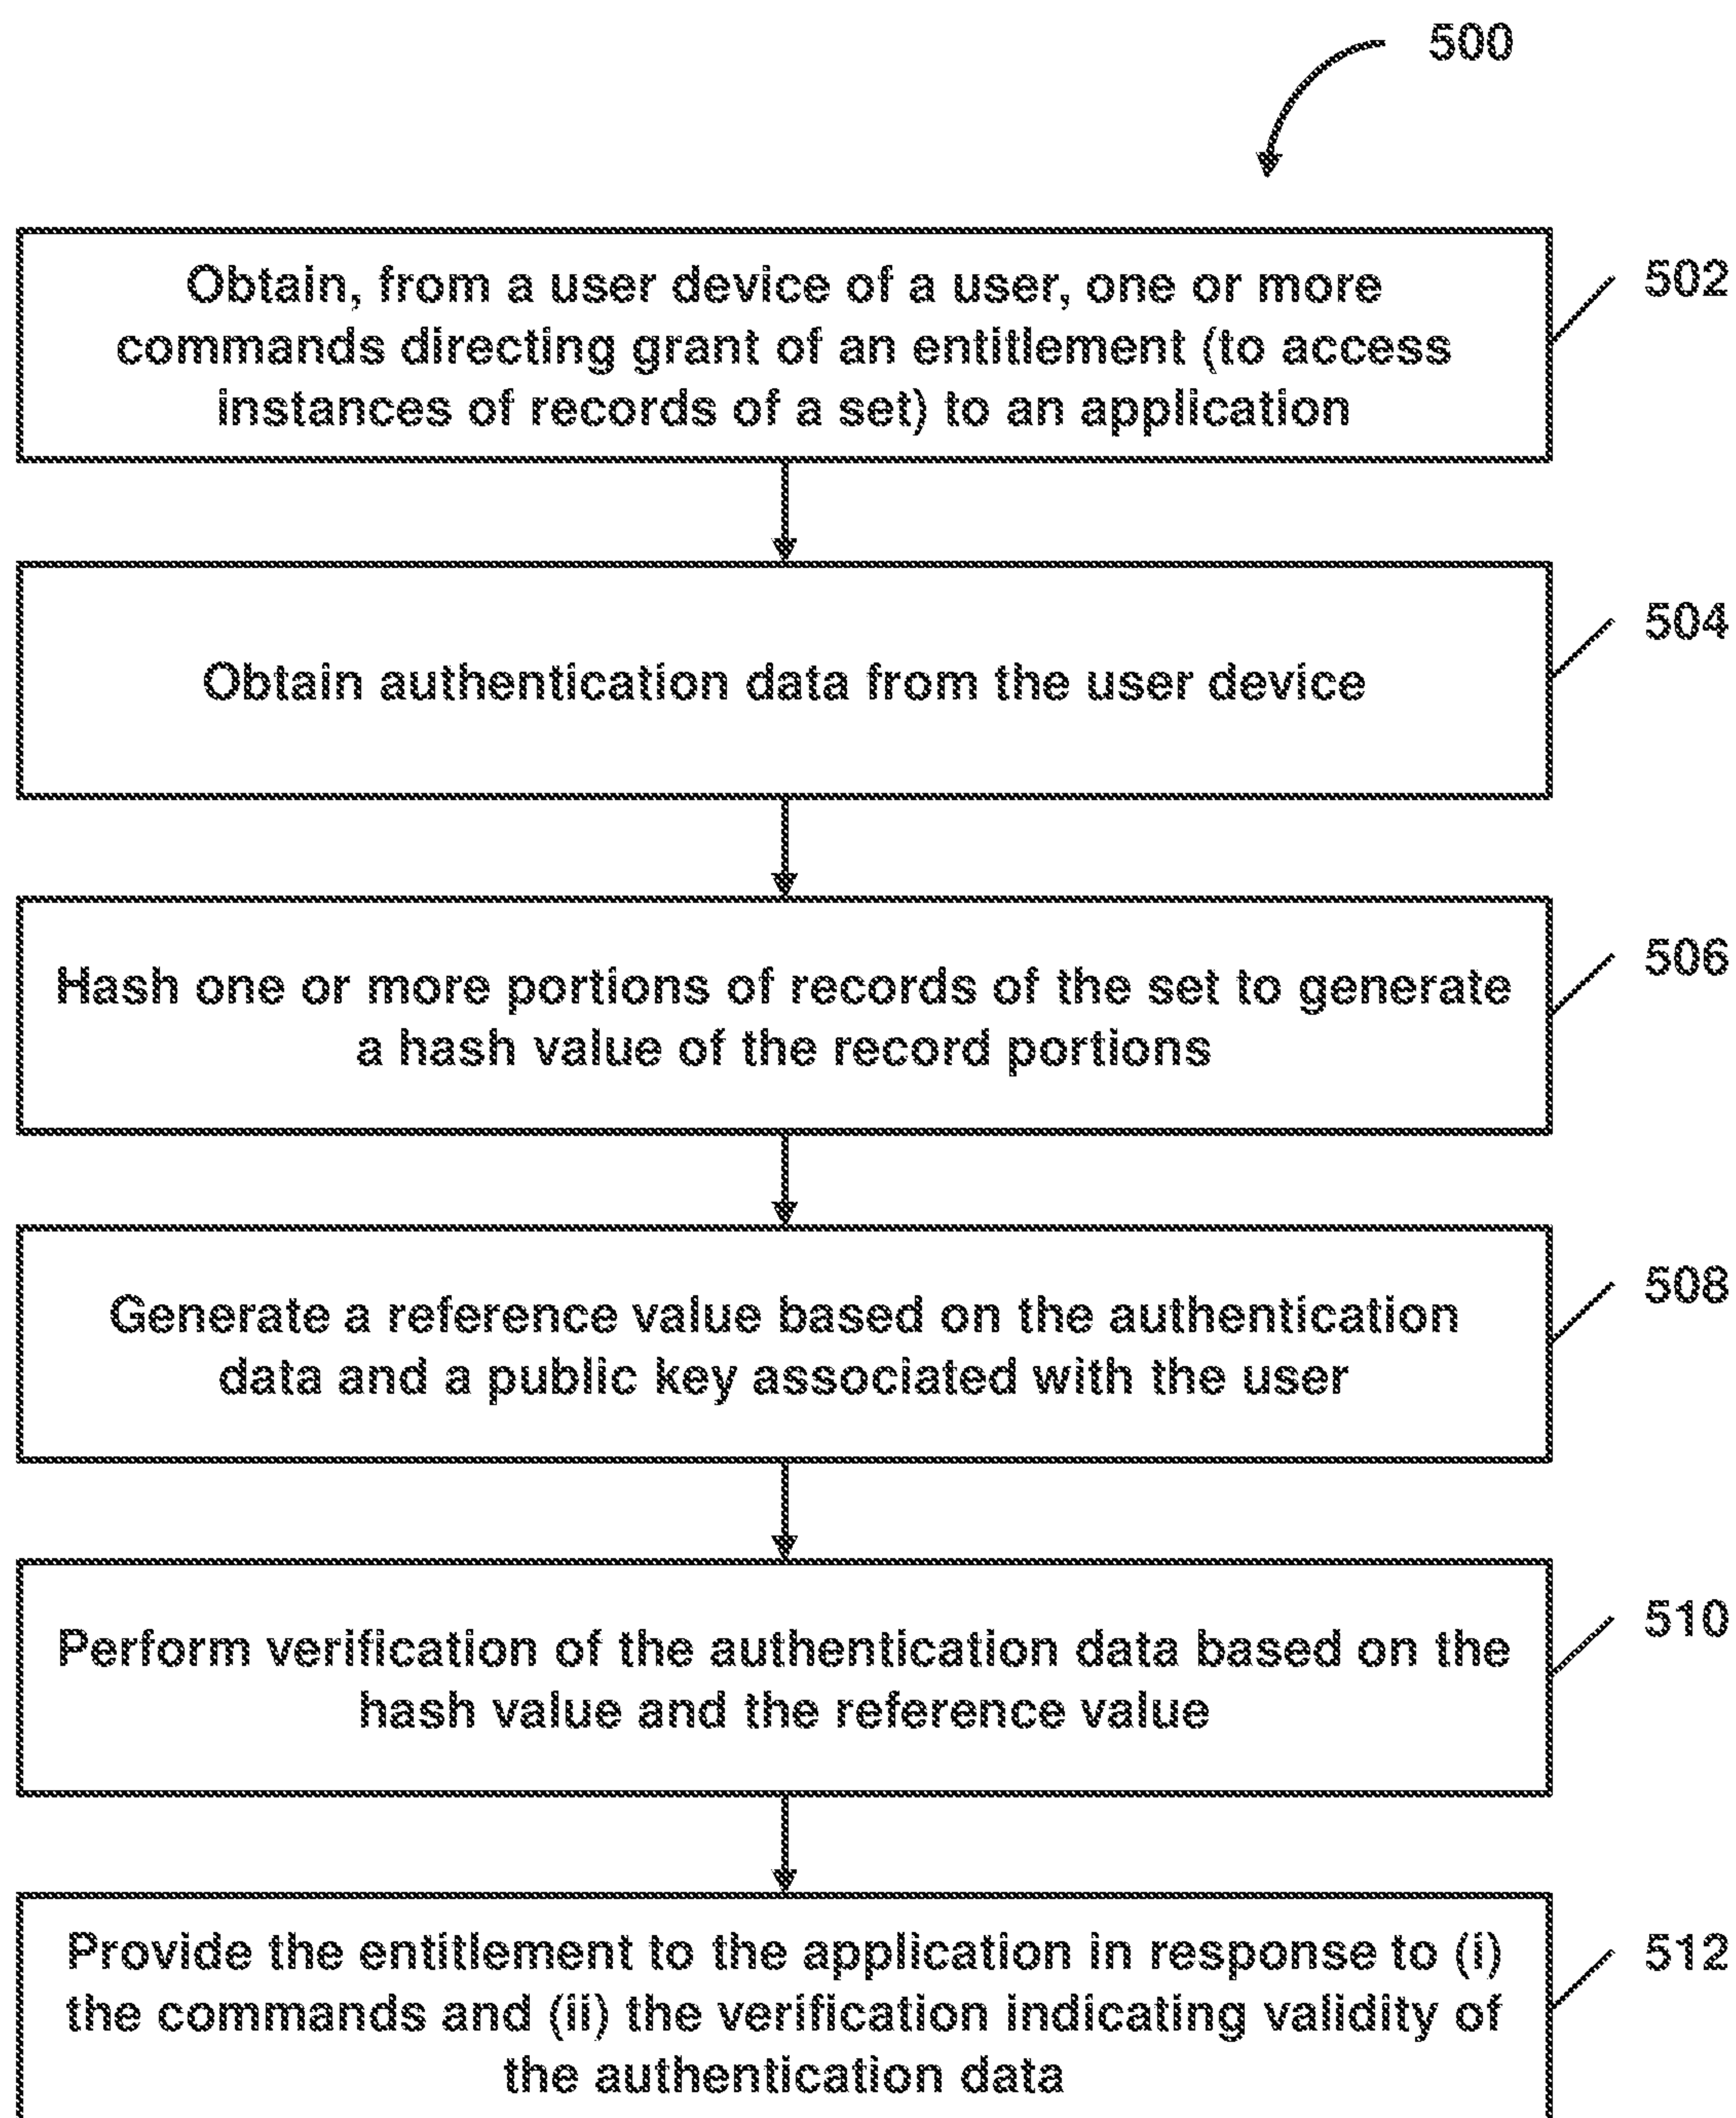 500
Obtain, from a user device of a user, one or more
commands directing grant of an entitlement (to access
instances of records of a set) to an application
502
Obtain authentication data from the user device
504
Hash one or more portions of records of the set to generate
a hash value of the record portions
506
Generate a reference value based on the authentication
data and a public key associated with the user
508
Perform verification of the authentication data based on the
hash value and the reference value
510
Provide the entitlement to the application in response to (i)
the commands and (ii) the verification indicating validity of
the authentication data
512